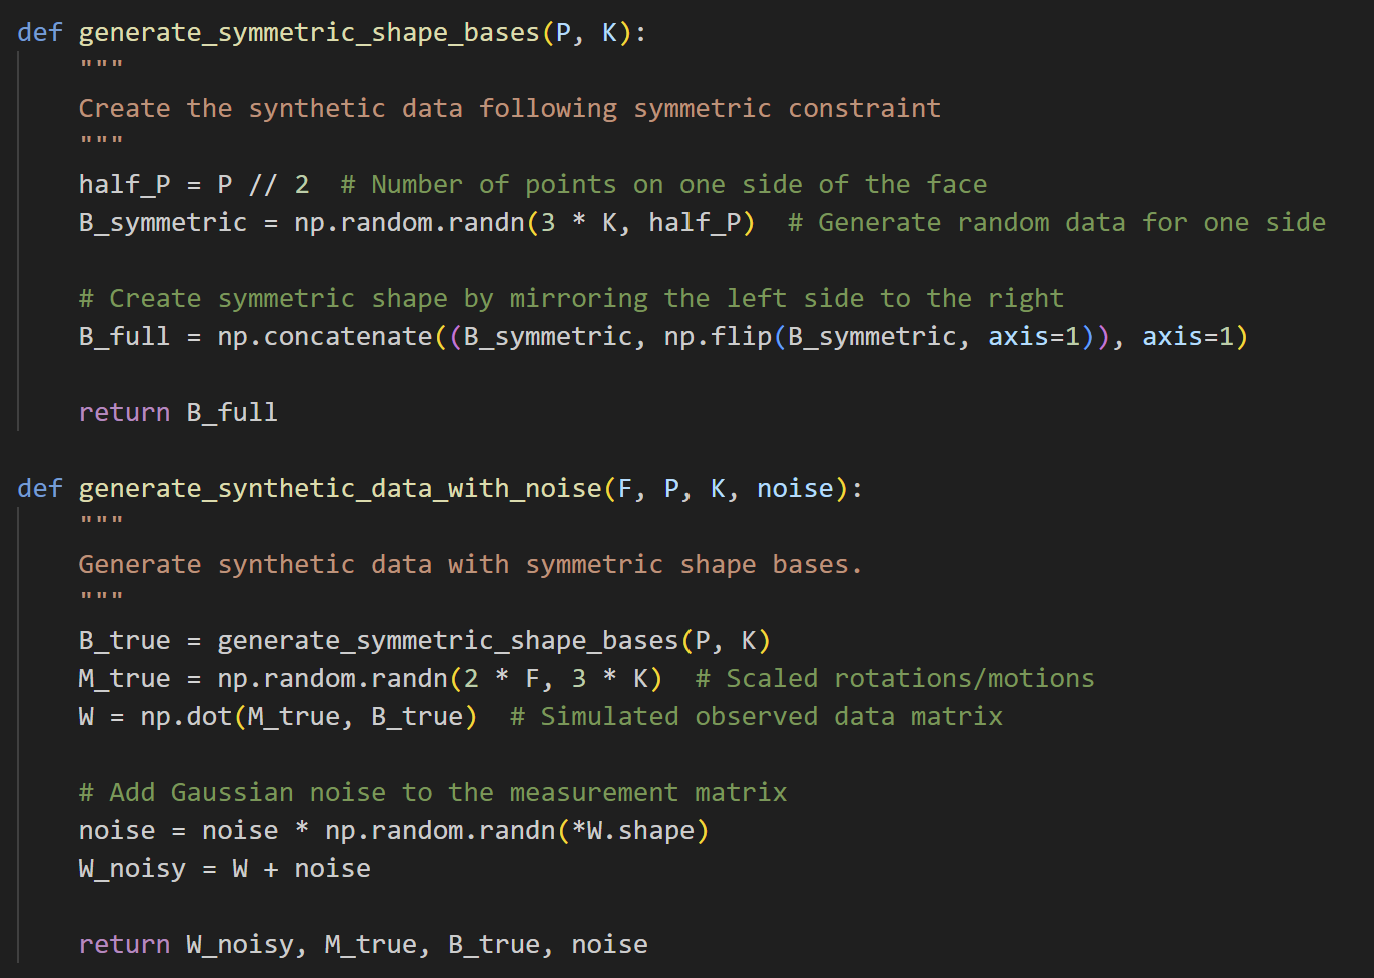 def generate_symmetric_shape_bases(P, K):
    """
    Create the synthetic data following symmetric constraint
    """
    half_P = P // 2  # Number of points on one side of the face
    B_symmetric = np.random.randn(3 * K, half_P)  # Generate random data for one side

    # Create symmetric shape by mirroring the left side to the right
    B_full = np.concatenate((B_symmetric, np.flip(B_symmetric, axis=1)), axis=1)

    return B_full

def generate_synthetic_data_with_noise(F, P, K, noise):
    """
    Generate synthetic data with symmetric shape bases.
    """
    B_true = generate_symmetric_shape_bases(P, K)
    M_true = np.random.randn(2 * F, 3 * K)  # Scaled rotations/motions
    W = np.dot(M_true, B_true)  # Simulated observed data matrix

    # Add Gaussian noise to the measurement matrix
    noise = noise * np.random.randn(*W.shape)
    W_noisy = W + noise

    return W_noisy, M_true, B_true, noise